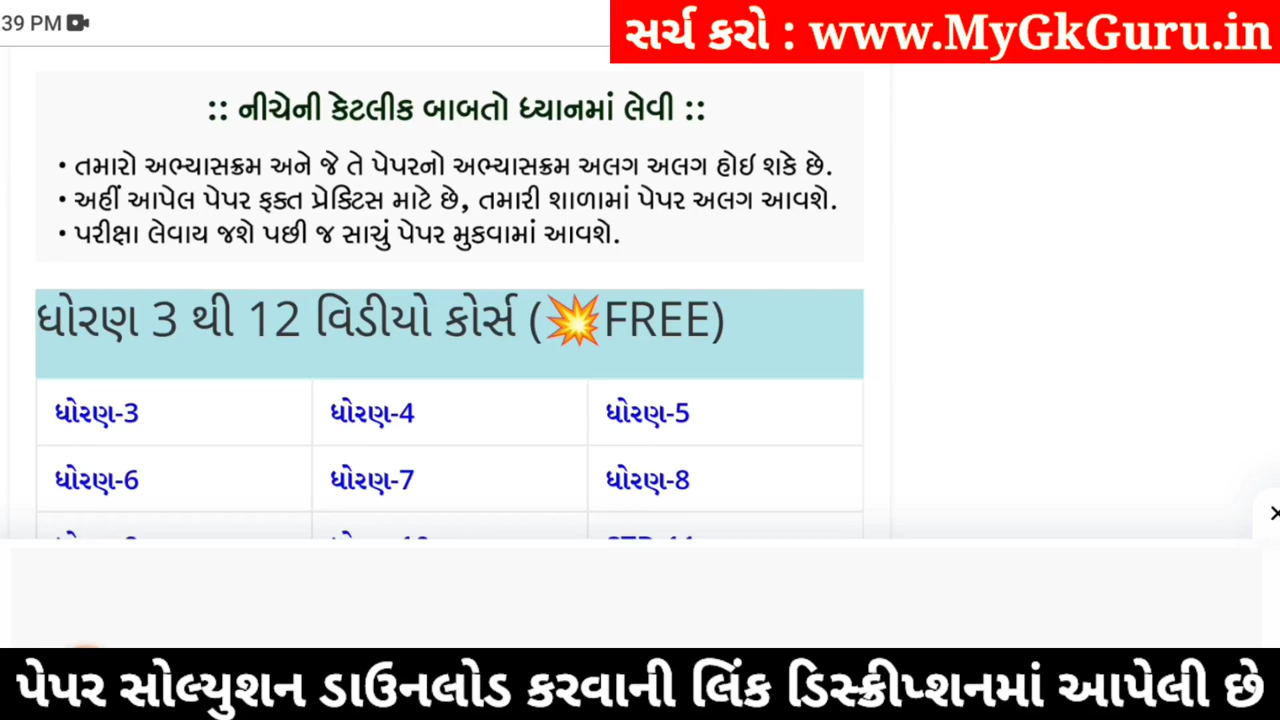 39 PM
સર્ચ કરો : www.MyGkGuru.in
:: નીચેની કેટલીક બાબતો ધ્યાનમાં લેવી ::
• તમારો અભ્યાસક્રમ અને જે તે પેપરનો અભ્યાસક્રમ અલગ અલગ હોઈ શકે છે.
• અહીં આપેલ પેપર ફક્ત પ્રેક્ટિસ માટે છે, તમારી શાળામાં પેપર અલગ આવશે.
• પરીક્ષા લેવાય જશે પછી જ સાચું પેપર મુકવામાં આવશે.
ધોરણ 3 થી 12 વિડીયો કોર્સ (💥FREE)
ધોરણ-3 ધોરણ-4 ધોરણ-5
ધોરણ-6 ધોરણ-7 ધોરણ-8
પેપર સોલ્યુશન ડાઉનલોડ કરવાની લિંક ડિસ્ક્રીપ્શનમાં આપેલી છે